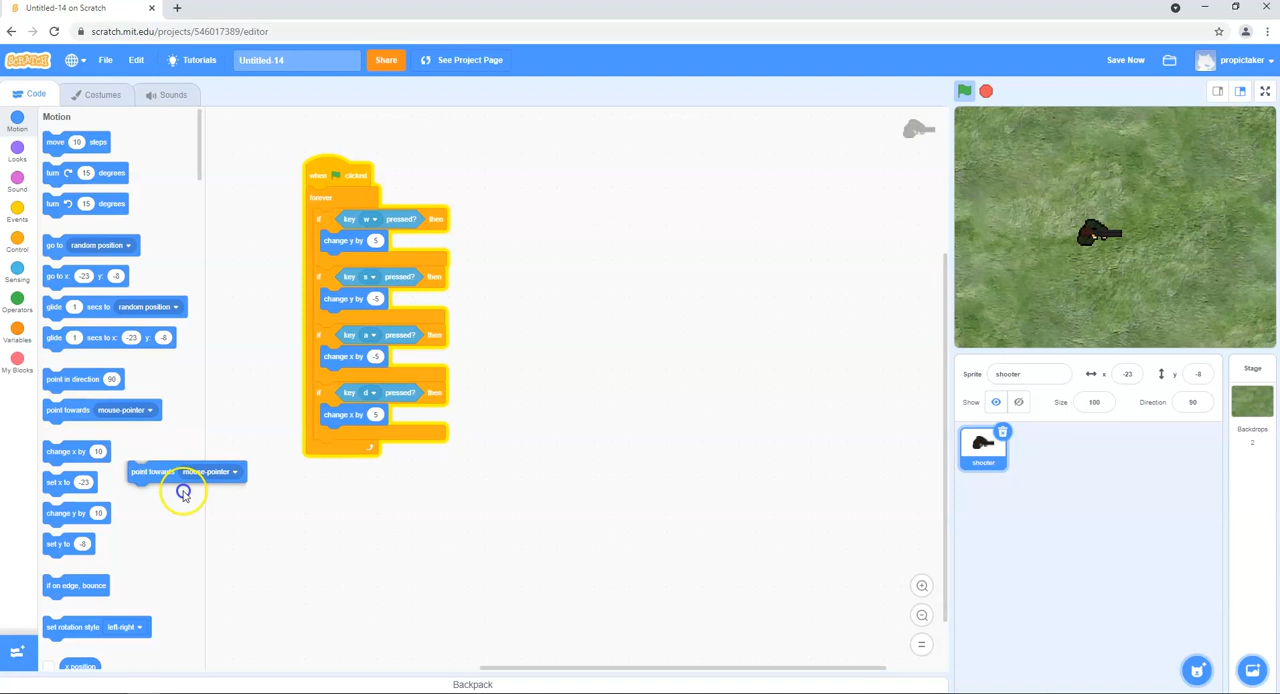 Untitled-14 on Scratch
scratch.mit.edu/projects/546017389/editor
SCRATCH File Edit Tutorials Untitled-14 Share See Project Page Save Now propictaker
Code Costumes Sounds
Motion
Looks
Sound
Events
Control
Sensing
Operators
Variables
My Blocks
Motion
move 10 steps
turn 15 degrees
turn 15 degrees
go to random position
go to x: -23 y: -8
glide 1 secs to random position
glide 1 secs to x: -23 y: -8
point in direction 90
point towards mouse-pointer
change x by 10
set x to -23
change y by 10
set y to -8
if on edge, bounce
set rotation style left-right
x position
point towards mouse-pointer
when clicked
forever
if key w pressed? then
change y by 5
if key s pressed? then
change y by -5
if key a pressed? then
change x by -5
if key d pressed? then
change x by 5
Sprite shooter x -23 y -8
Show Size 100 Direction 90
shooter
Stage
Backdrops
2
Backpack